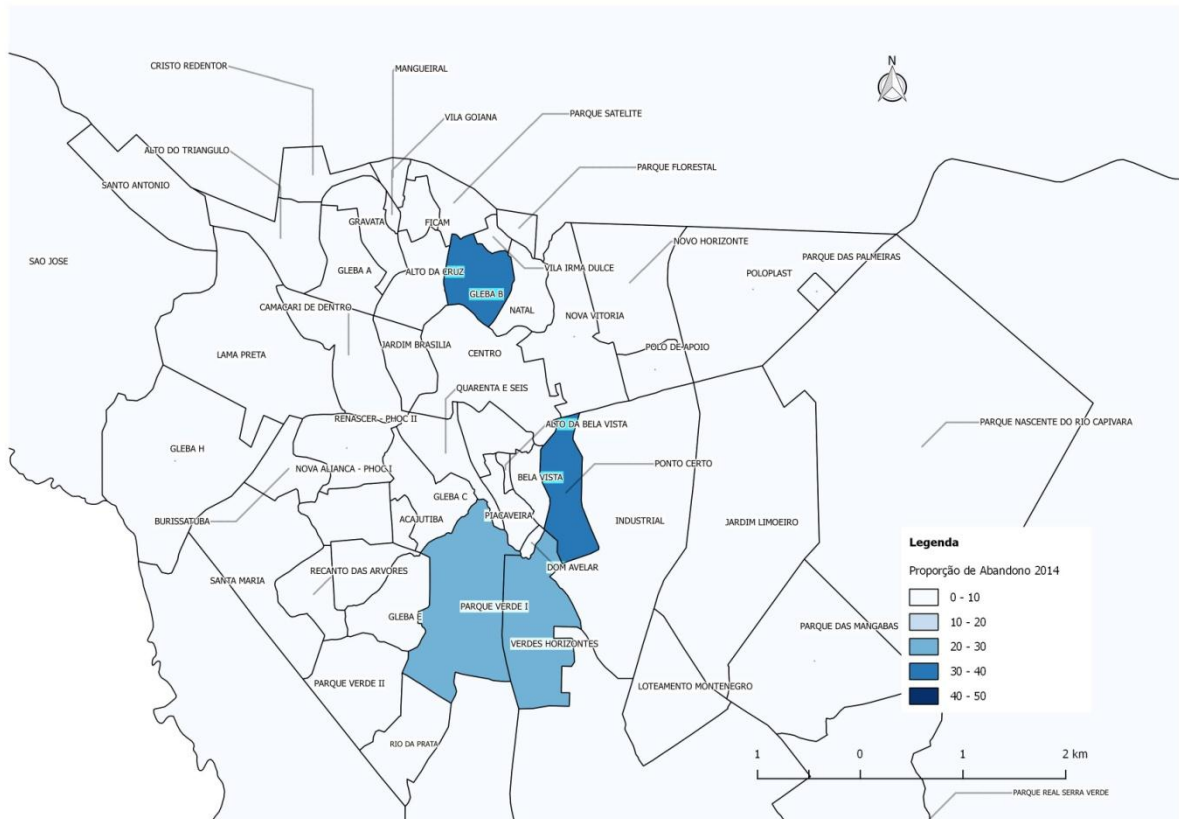 N
CRISTO REDENTOR
MANGUEIRAL
VILA GOIANA
PARQUE SATELITE
ALTO DO TRIANGULO
PARQUE FLORESTAL
SANTO ANTONIO
GRAVATA
FICAM
NOVO HORIZONTE
PARQUE DAS PALMEIRAS
SAO JOSE
GLEBA A
ALTO DA CRUZ
VILA IRMA DULCE
POLOPLAST
GLEBA B
CAMACARI DE DENTRO
NATAL
NOVA VITORIA
JARDIM BRASILIA
CENTRO
POLO DE APOIO
LAMA PRETA
QUARENTA E SEIS
RENASCER - PHOC II
ALTO DA BELA VISTA
PARQUE NASCENTE DO RIO CAPIVARA
GLEBA H
NOVA ALIANCA - PHOC I
BELA VISTA
PONTO CERTO
GLEBA C
BURISSATUBA
ACAJUTIBA
PIACAVEIRA
INDUSTRIAL
JARDIM LIMOEIRO
DOM AVELAR
SANTA MARIA
RECANTO DAS ARVORES
PARQUE VERDE I
GLEBA E
PARQUE DAS MANGABAS
VERDES HORIZONTES
PARQUE VERDE II
LOTEAMENTO MONTENEGRO
RIO DA PRATA
PARQUE REAL SERRA VERDE
Legenda
Proporção de Abandono 2014
0 - 10
10 - 20
20 - 30
30 - 40
40 - 50
1 0 1 2 km